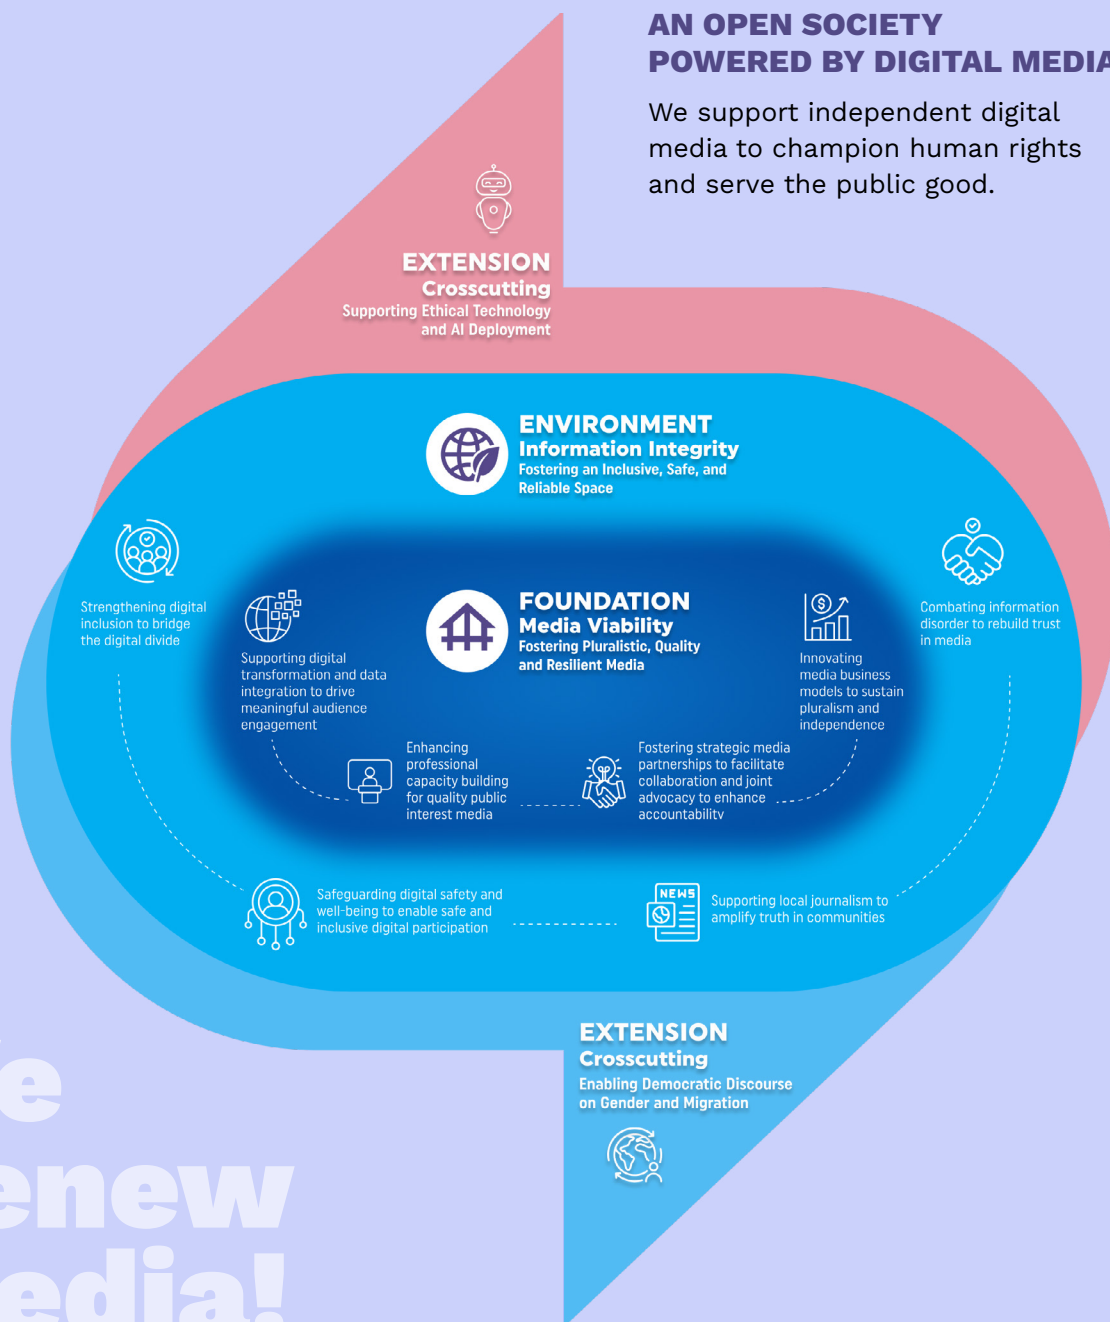 AN OPEN SOCIETY
POWERED BY DIGITAL MEDIA
We support independent digital
media to champion human rights
and serve the public good.
EXTENSION
Crosscutting
Supporting Ethical Technology
and AI Deployment
ENVIRONMENT
Information Integrity
Fostering an Inclusive, Safe, and
Reliable Space
Strengthening digital
inclusion to bridge
the digital divide
Combating information
disorder to rebuild trust
in media
FOUNDATION
Media Viability
Fostering Pluralistic, Quality
and Resilient Media
Supporting digital
transformation and data
integration to drive
meaningful audience
engagement
Innovating
media business
models to sustain
pluralism and
independence
Enhancing
professional
capacity building
for quality public
interest media
Fostering strategic media
partnerships to facilitate
collaboration and joint
advocacy to enhance
accountability
Safeguarding digital safety and
well-being to enable safe and
inclusive digital participation
NEWS
Supporting local journalism to
amplify truth in communities
EXTENSION
Crosscutting
Enabling Democratic Discourse
on Gender and Migration
e
enew
edia!